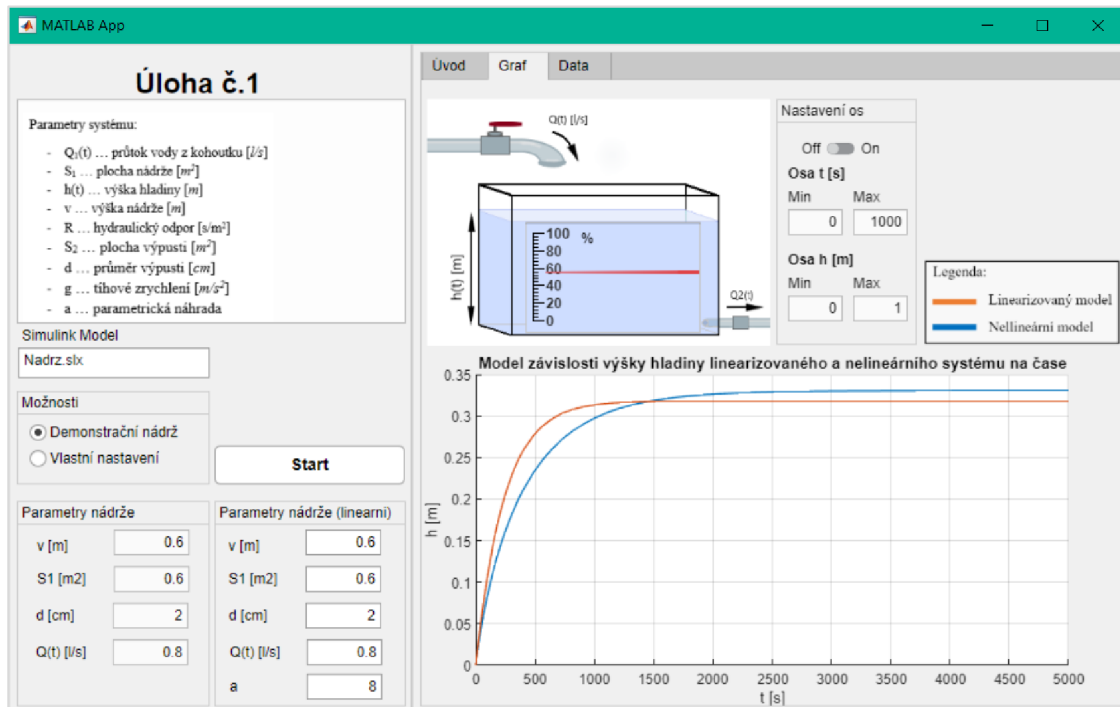 MATLAB App
Úloha č.1
Parametry systému:
- Q₁(t) … průtok vody z kohoutku [l/s]
- S₁ … plocha nádrže [m²]
- h(t) … výška hladiny [m]
- v … výška nádrže [m]
- R … hydraulický odpor [s/m²]
- S₂ … plocha výpusti [m²]
- d … průměr výpusti [cm]
- g … tíhové zrychlení [m/s²]
- a … parametrická náhrada
Simulink Model
Nadrz.slx
Možnosti
Demonstrační nádrž
Vlastní nastavení
Start
Parametry nádrže
v [m] 0.6
S1 [m2] 0.6
d [cm] 2
Q(t) [l/s] 0.8
Parametry nádrže (linearni)
v [m] 0.6
S1 [m2] 0.6
d [cm] 2
Q(t) [l/s] 0.8
a 8
Úvod Graf Data
Q(t) [l/s]
h(t) [m]
100 %
80
60
40
20
0
Q2(t)
Nastavení os
Off On
Osa t [s]
Min Max
0 1000
Osa h [m]
Min Max
0 1
Legenda:
Linearizovaný model
Nellineární model
Model závislosti výšky hladiny linearizovaného a nelineárního systému na čase
h [m]
0.35
0.3
0.25
0.2
0.15
0.1
0.05
0
0 500 1000 1500 2000 2500 3000 3500 4000 4500 5000
t [s]